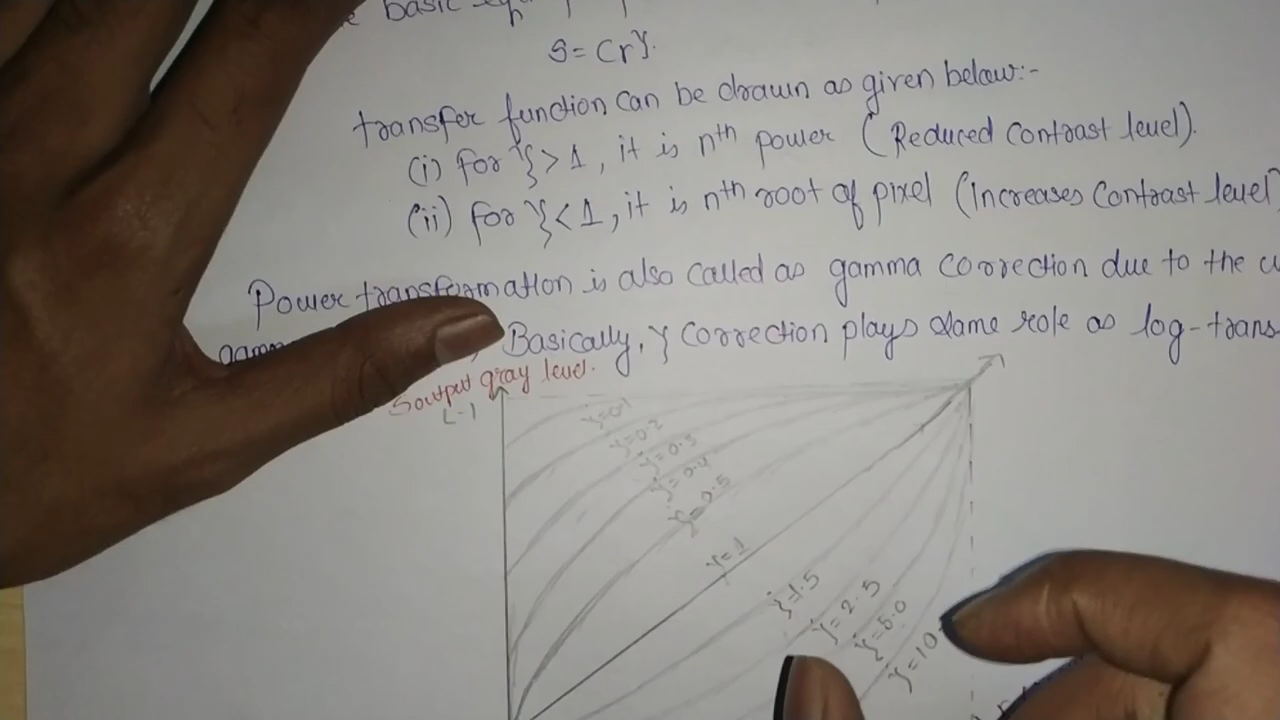 basic
S = Cr^γ.
transfer function can be drawn as given below:-
(i) for γ > 1, it is nth power (Reduced contrast level).
(ii) for γ < 1, it is nth root of pixel (Increases contrast level
Power transformation is also called as gamma correction due to the
Basically, γ correction plays same role as log-trans
S output gray level.
L-1
γ=0.1
γ=0.2
γ=0.3
γ=0.4
γ=0.5
γ=1
γ=1.5
γ=2.5
γ=5.0
γ=10